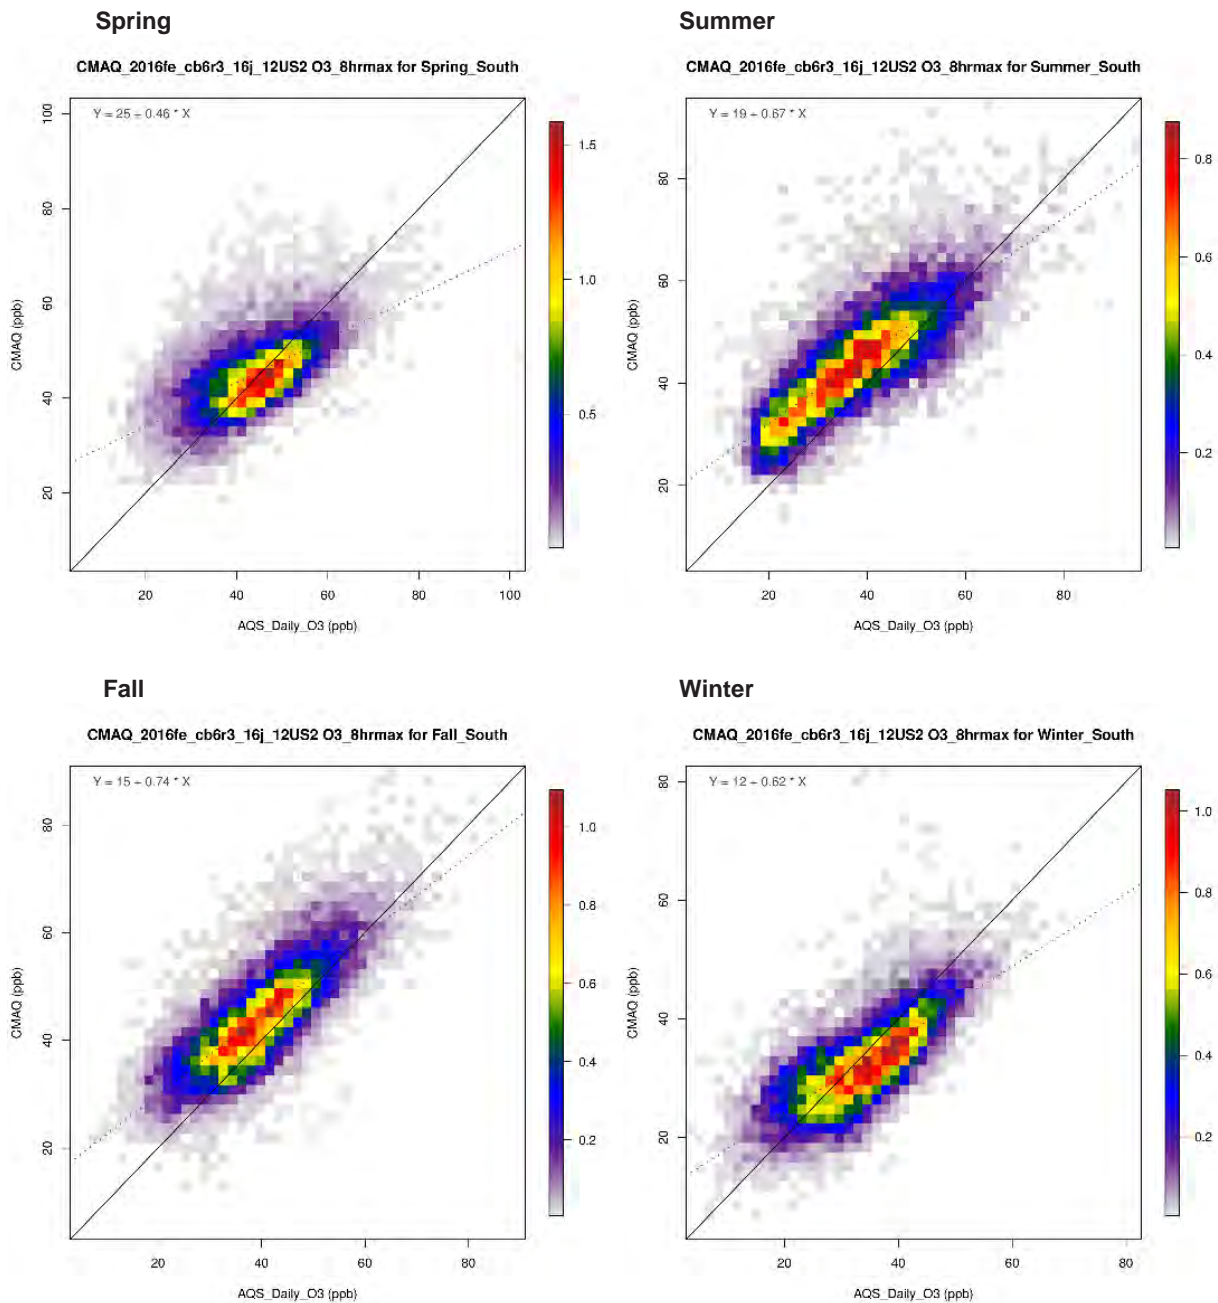 Spring
CMAQ_2016fe_cb6r3_16j_12US2 O3_8hrmax for Spring_South
Y = 25 + 0.46 * X
CMAQ (ppb)
100
80
60
40
20
20 40 60 80 100
AQS_Daily_O3 (ppb)
1.5
1.0
0.5
Summer
CMAQ_2016fe_cb6r3_16j_12US2 O3_8hrmax for Summer_South
Y = 19 + 0.67 * X
CMAQ (ppb)
80
60
40
20
20 40 60 80
AQS_Daily_O3 (ppb)
0.8
0.6
0.4
0.2
Fall
CMAQ_2016fe_cb6r3_16j_12US2 O3_8hrmax for Fall_South
Y = 15 + 0.74 * X
CMAQ (ppb)
80
60
40
20
20 40 60 80
AQS_Daily_O3 (ppb)
1.0
0.8
0.6
0.4
0.2
Winter
CMAQ_2016fe_cb6r3_16j_12US2 O3_8hrmax for Winter_South
Y = 12 + 0.62 * X
CMAQ (ppb)
80
60
40
20
20 40 60 80
AQS_Daily_O3 (ppb)
1.0
0.8
0.6
0.4
0.2